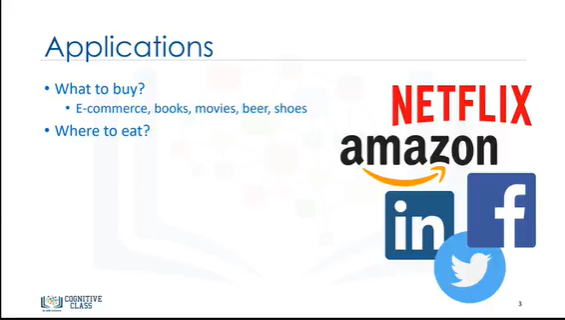 Applications
• What to buy?
• E-commerce, books, movies, beer, shoes
• Where to eat?
NETFLIX
amazon
in
f
COGNITIVE
CLASS
3